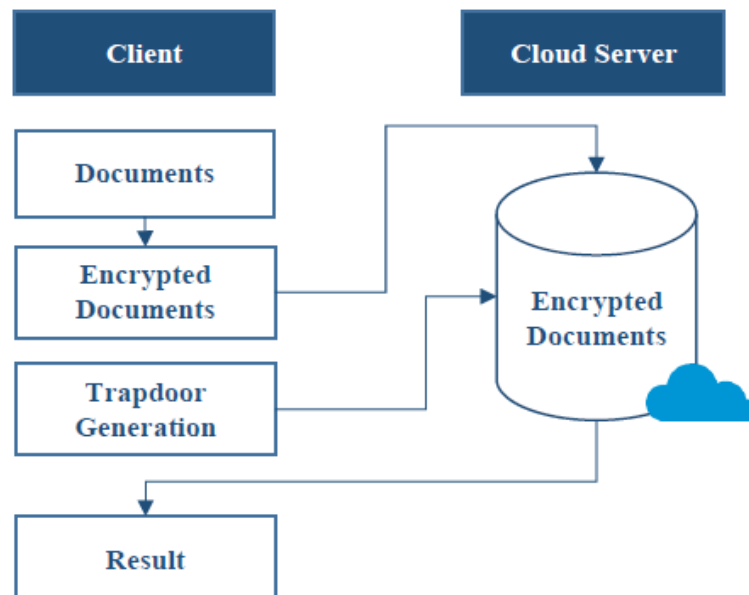 Client
Cloud Server
Documents
Encrypted
Documents
Encrypted
Documents
Trapdoor
Generation
Result